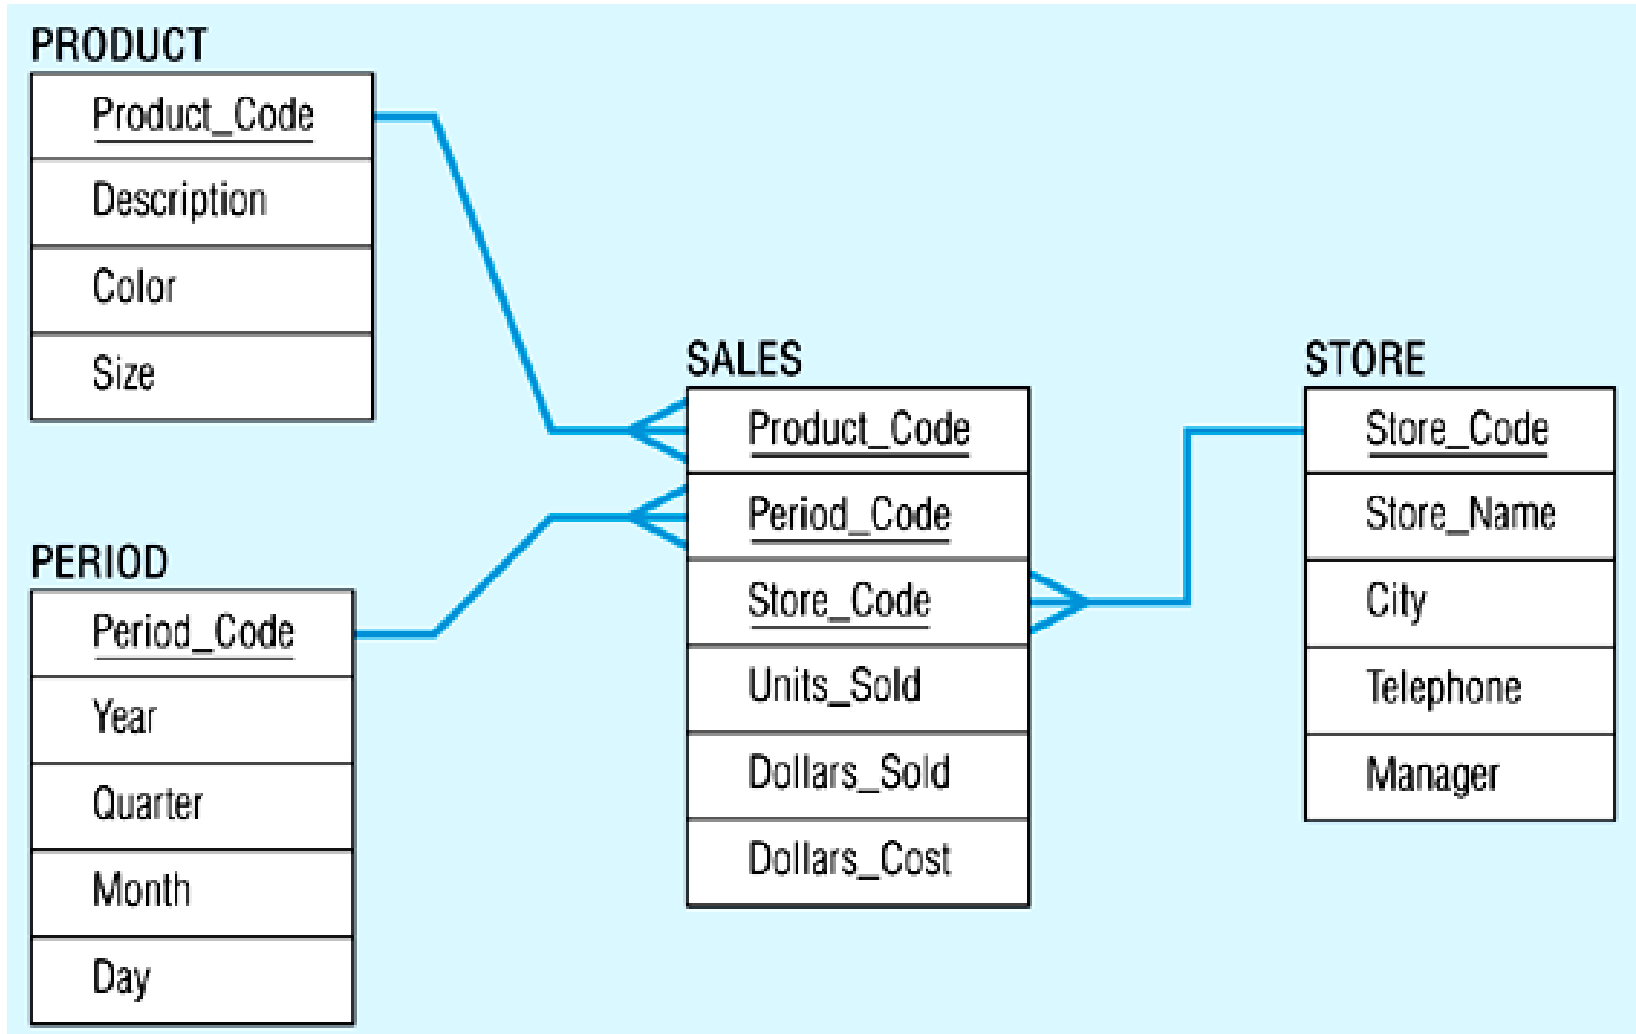 PRODUCT
Product_Code
Description
Color
Size
PERIOD
Period_Code
Year
Quarter
Month
Day
SALES
Product_Code
Period_Code
Store_Code
Units_Sold
Dollars_Sold
Dollars_Cost
STORE
Store_Code
Store_Name
City
Telephone
Manager